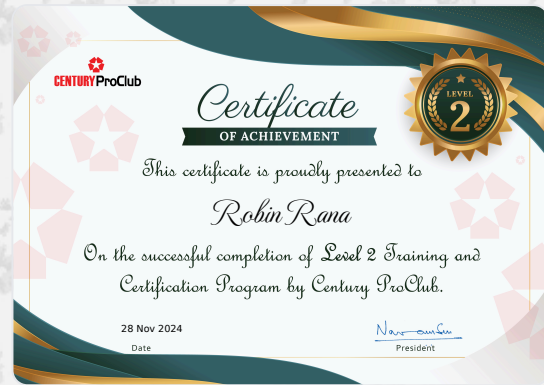 CENTURY ProClub
LEVEL
2
Certificate
OF ACHIEVEMENT
This certificate is proudly presented to
Robin Rana
On the successful completion of Level 2 Training and
Certification Program by Century ProClub.
28 Nov 2024
Date
President